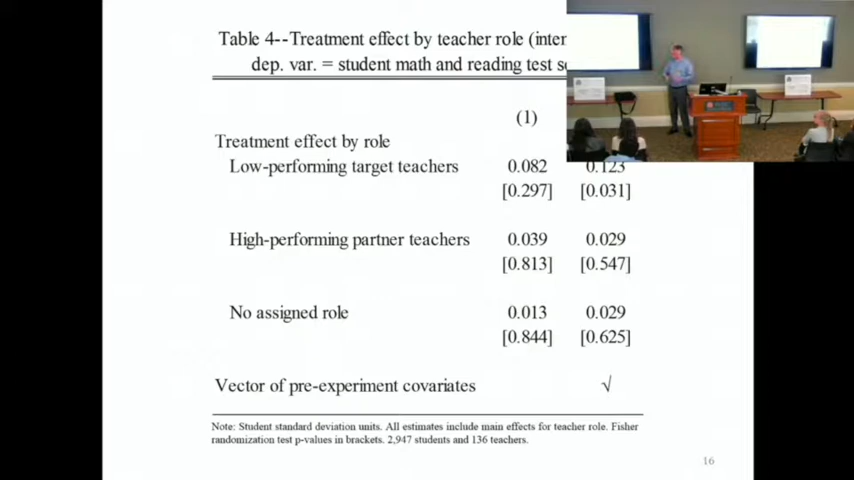 Table 4--Treatment effect by teacher role
dep. var. = student math and reading test
(1)
Treatment effect by role
Low-performing target teachers 0.082 0.123
[0.297] [0.031]
High-performing partner teachers 0.039 0.029
[0.813] [0.547]
No assigned role 0.013 0.029
[0.844] [0.625]
Vector of pre-experiment covariates √
Note: Student standard deviation units. All estimates include main effects for teacher role. Fisher
randomization test p-values in brackets. 2,947 students and 136 teachers.
16